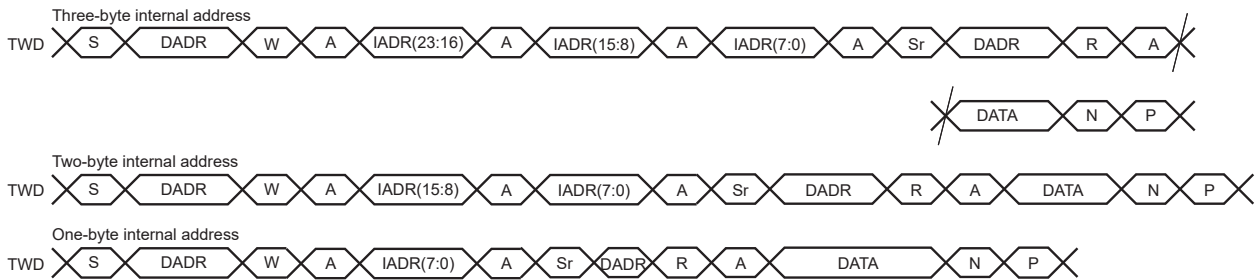 Three-byte internal address
TWD S DADR W A IADR(23:16) A IADR(15:8) A IADR(7:0) A Sr DADR R A
DATA N P
Two-byte internal address
TWD S DADR W A IADR(15:8) A IADR(7:0) A Sr DADR R A DATA N P
One-byte internal address
TWD S DADR W A IADR(7:0) A Sr DADR R A DATA N P